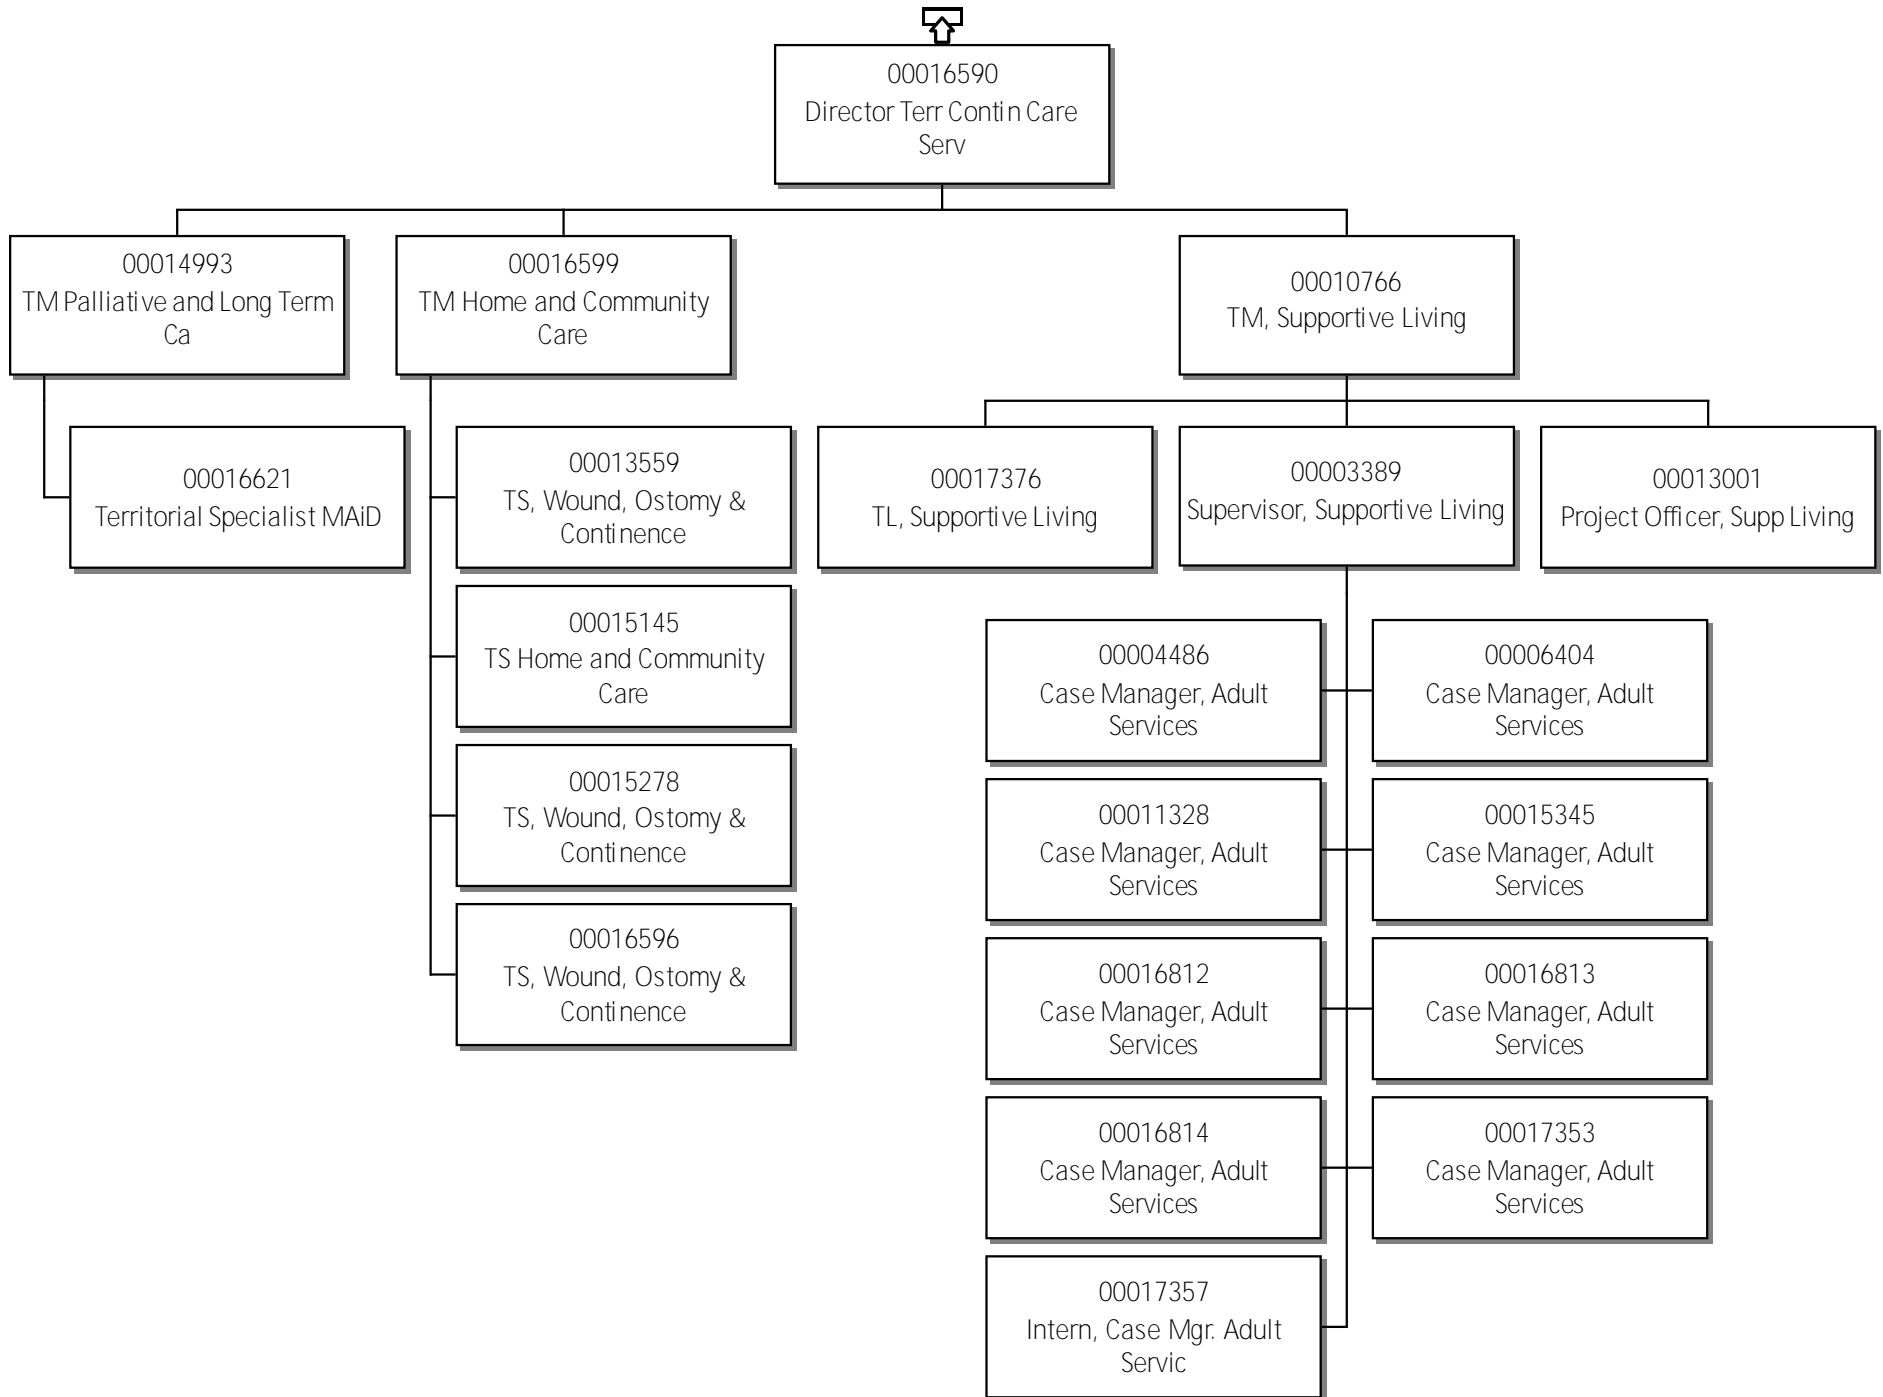 00016590
Director Terr Contin Care
Serv
00014993
TM Palliative and Long Term
Ca
00016599
TM Home and Community
Care
00010766
TM, Supportive Living
00016621
Territorial Specialist MAiD
00013559
TS, Wound, Ostomy &
Continence
00015145
TS Home and Community
Care
00015278
TS, Wound, Ostomy &
Continence
00016596
TS, Wound, Ostomy &
Continence
00017376
TL, Supportive Living
00003389
Supervisor, Supportive Living
00013001
Project Officer, Supp Living
00004486
Case Manager, Adult
Services
00006404
Case Manager, Adult
Services
00011328
Case Manager, Adult
Services
00015345
Case Manager, Adult
Services
00016812
Case Manager, Adult
Services
00016813
Case Manager, Adult
Services
00016814
Case Manager, Adult
Services
00017353
Case Manager, Adult
Services
00017357
Intern, Case Mgr. Adult
Servic